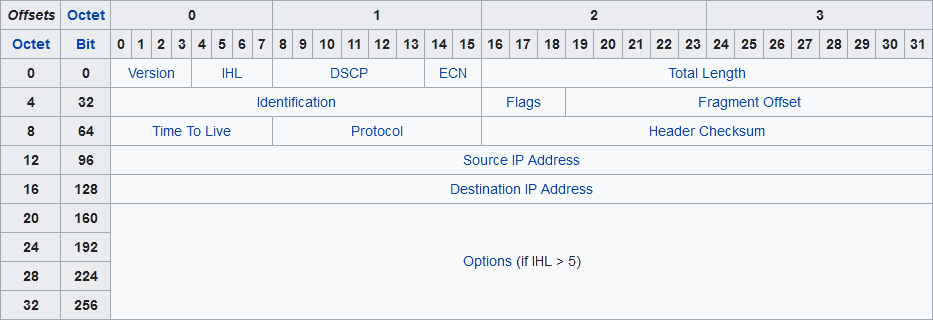 Offsets Octet 0 1 2 3
Octet Bit 0 1 2 3 4 5 6 7 8 9 10 11 12 13 14 15 16 17 18 19 20 21 22 23 24 25 26 27 28 29 30 31
0 0 Version IHL DSCP ECN Total Length
4 32 Identification Flags Fragment Offset
8 64 Time To Live Protocol Header Checksum
12 96 Source IP Address
16 128 Destination IP Address
20 160
24 192
Options (if IHL > 5)
28 224
32 256